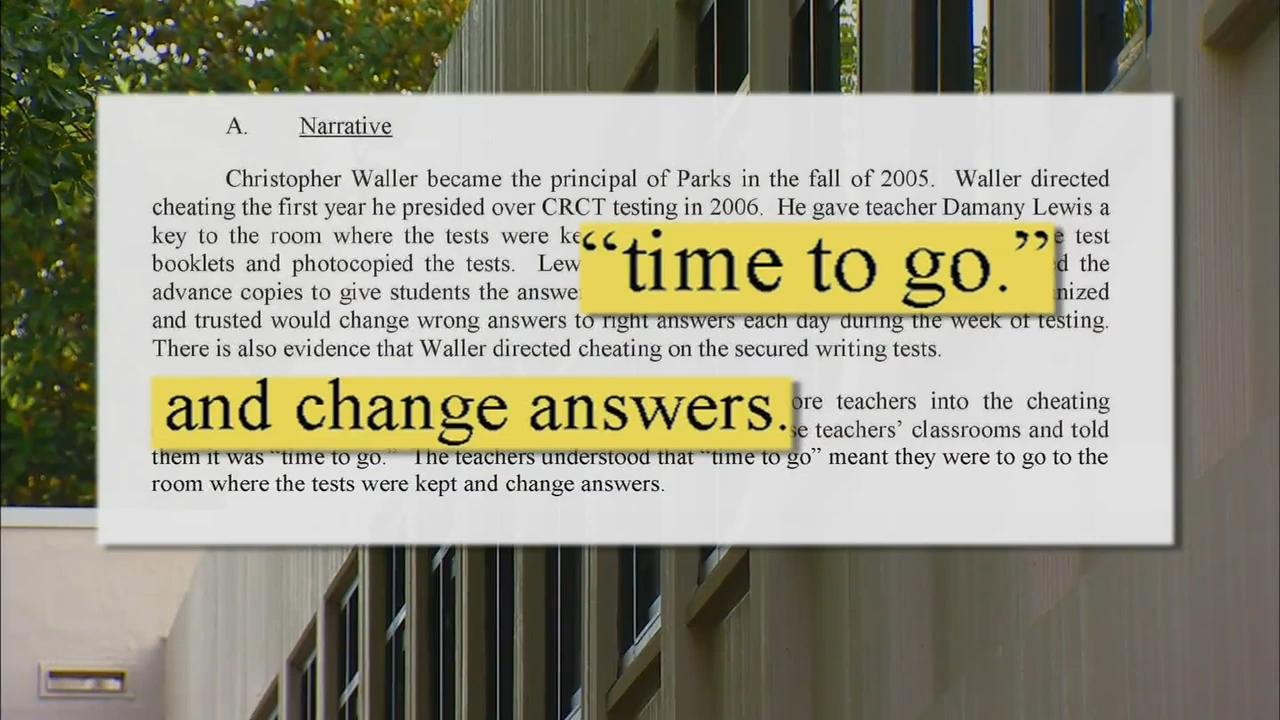 A. Narrative
Christopher Waller became the principal of Parks in the fall of 2005. Waller directed
cheating the first year he presided over CRCT testing in 2006. He gave teacher Damany Lewis a
key to the room where the tests were test
“time to go.”
booklets and photocopied the tests. the
advance copies to give students the
and trusted would change wrong answers to right answers each day during the week of testing.
There is also evidence that Waller directed cheating on the secured writing tests.
and change answers.
teachers into the cheating
teachers’ classrooms and told
them it was “time to go.” The teachers understood that “time to go” meant they were to go to the
room where the tests were kept and change answers.